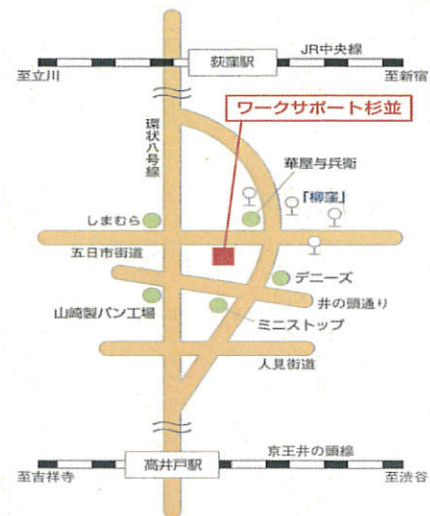 JR中央線
荻窪駅
至立川
至新宿
ワークサポート杉並
環状八号線
華屋与兵衛
「柳窪」
しまむら
五日市街道
デニーズ
井の頭通り
山崎製パン工場
ミニストップ
人見街道
京王井の頭線
高井戸駅
至吉祥寺
至渋谷